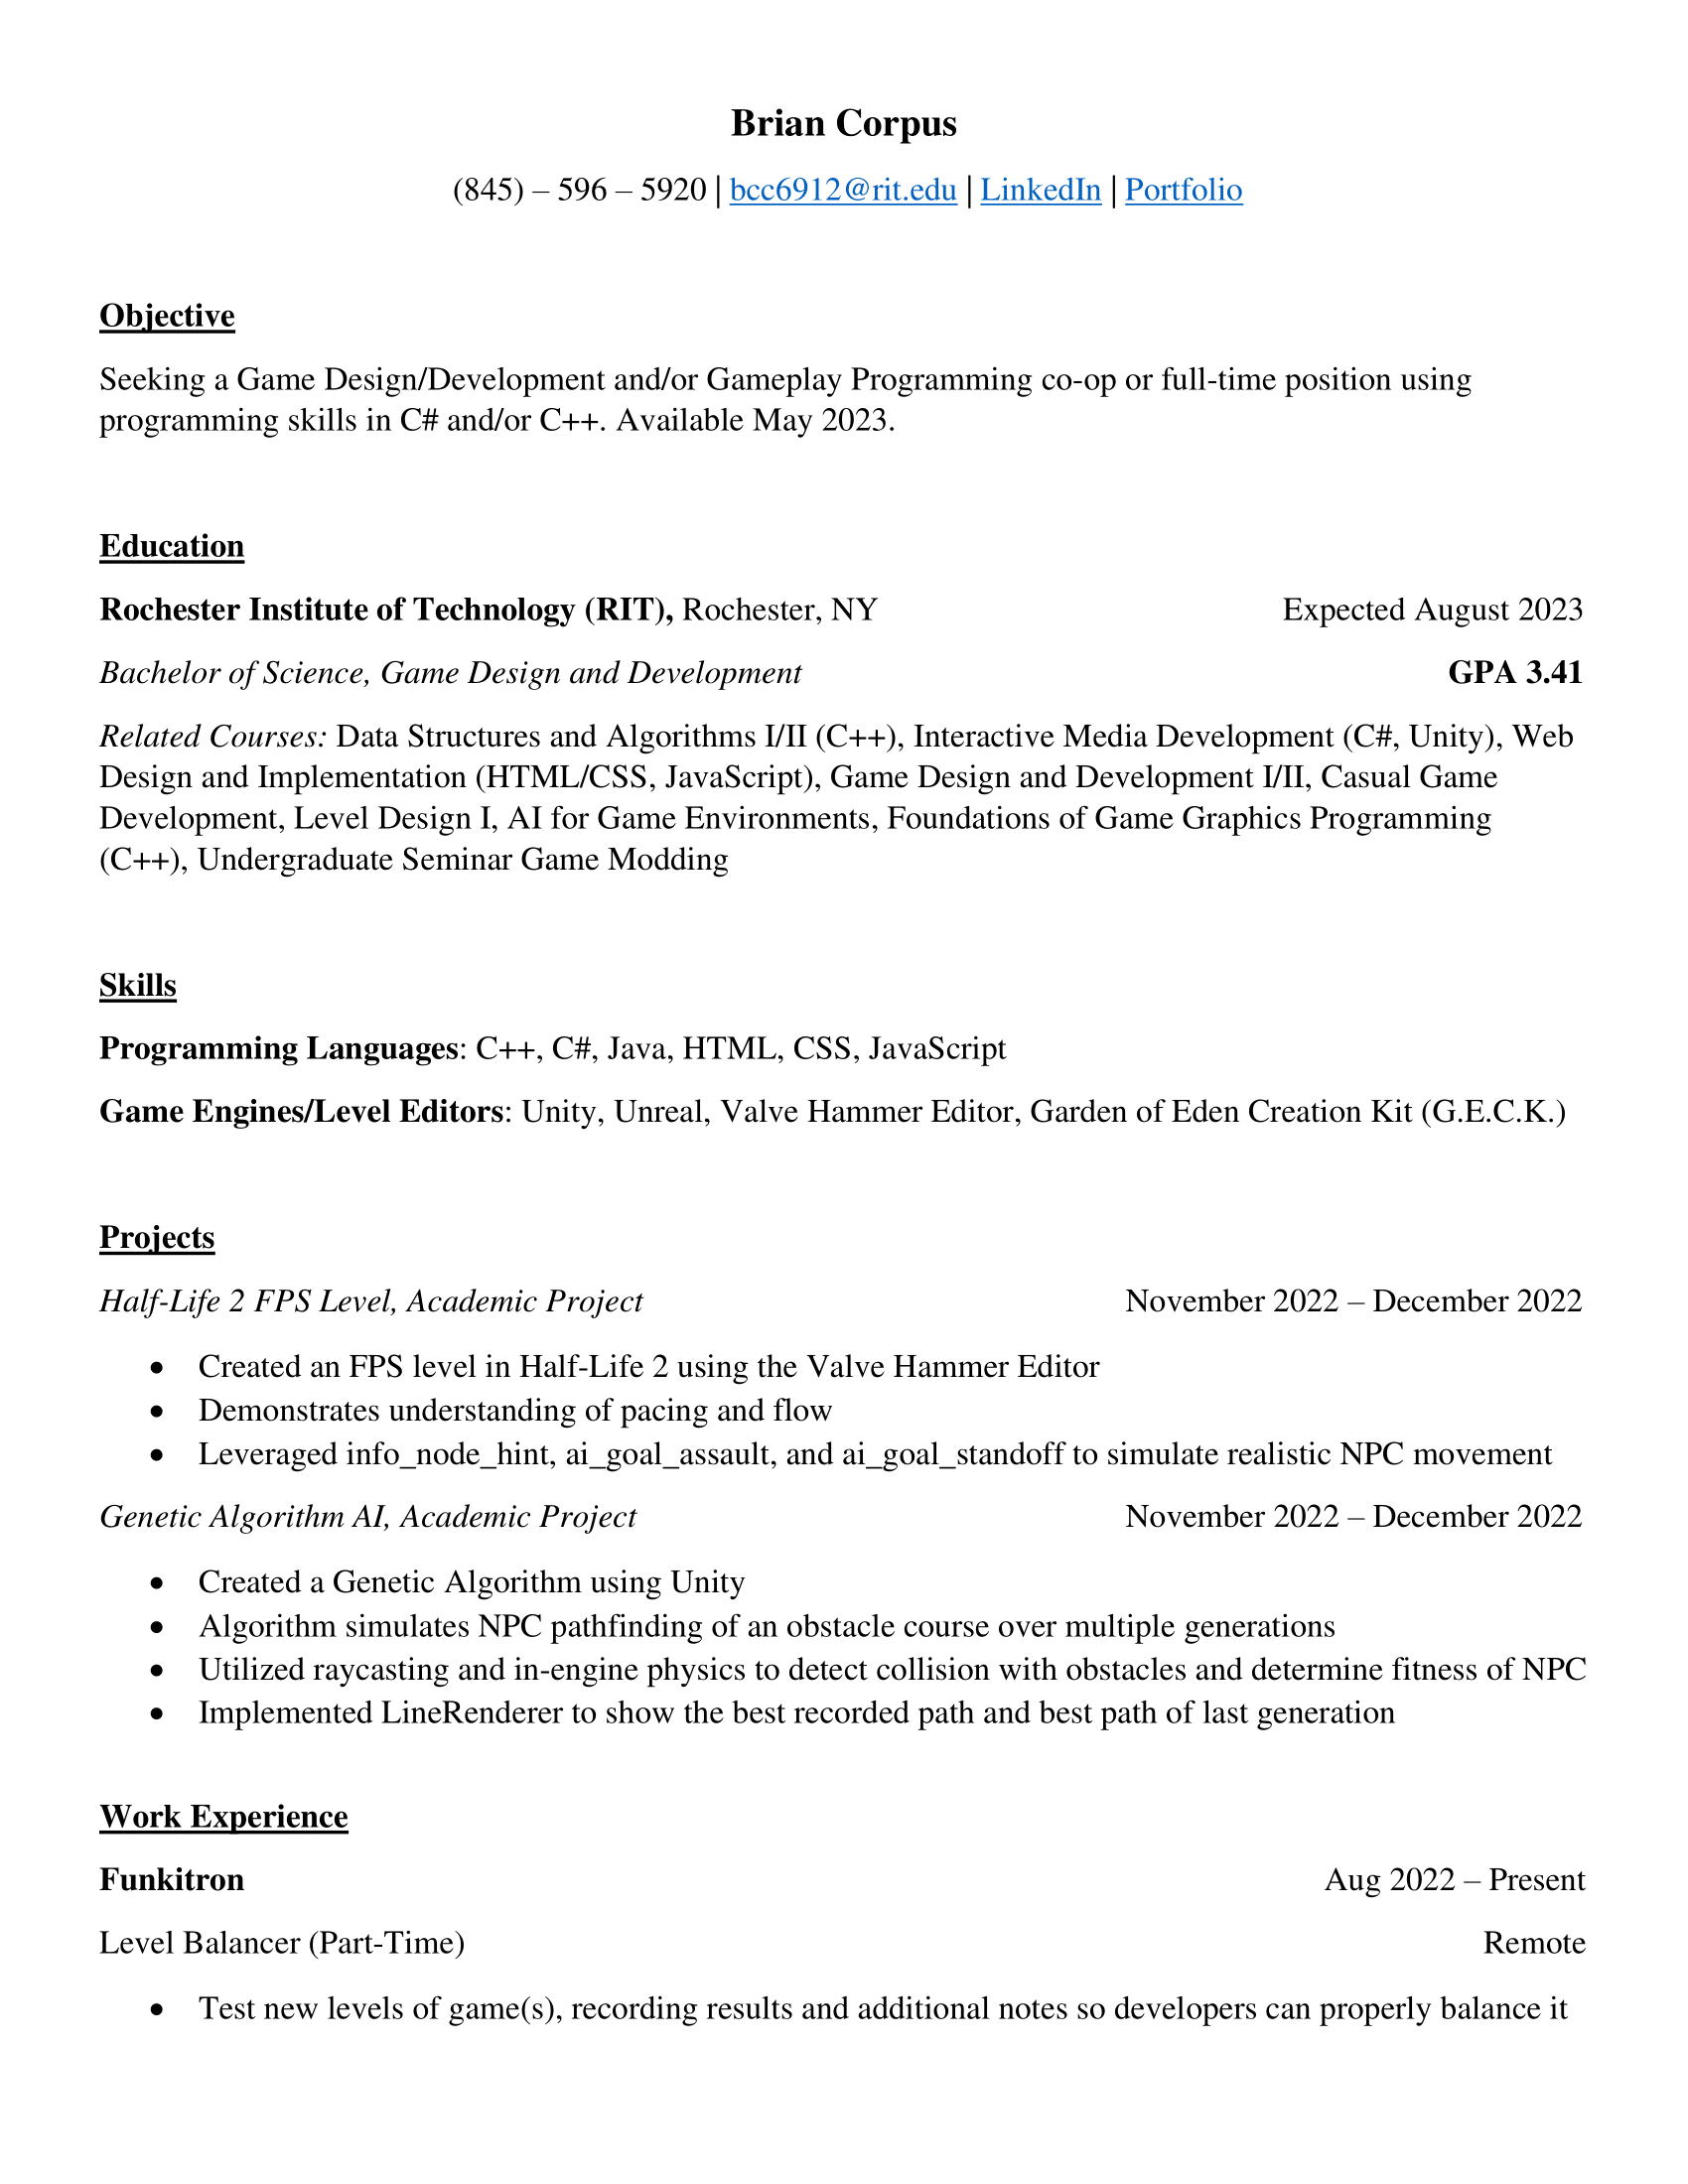 Brian Corpus
(845) – 596 – 5920 | bcc6912@rit.edu | LinkedIn | Portfolio
Objective
Seeking a Game Design/Development and/or Gameplay Programming co-op or full-time position using
programming skills in C# and/or C++. Available May 2023.
Education
Rochester Institute of Technology (RIT), Rochester, NY Expected August 2023
Bachelor of Science, Game Design and Development GPA 3.41
Related Courses: Data Structures and Algorithms I/II (C++), Interactive Media Development (C#, Unity), Web
Design and Implementation (HTML/CSS, JavaScript), Game Design and Development I/II, Casual Game
Development, Level Design I, AI for Game Environments, Foundations of Game Graphics Programming
(C++), Undergraduate Seminar Game Modding
Skills
Programming Languages: C++, C#, Java, HTML, CSS, JavaScript
Game Engines/Level Editors: Unity, Unreal, Valve Hammer Editor, Garden of Eden Creation Kit (G.E.C.K.)
Projects
Half-Life 2 FPS Level, Academic Project November 2022 – December 2022
• Created an FPS level in Half-Life 2 using the Valve Hammer Editor
• Demonstrates understanding of pacing and flow
• Leveraged info_node_hint, ai_goal_assault, and ai_goal_standoff to simulate realistic NPC movement
Genetic Algorithm AI, Academic Project November 2022 – December 2022
• Created a Genetic Algorithm using Unity
• Algorithm simulates NPC pathfinding of an obstacle course over multiple generations
• Utilized raycasting and in-engine physics to detect collision with obstacles and determine fitness of NPC
• Implemented LineRenderer to show the best recorded path and best path of last generation
Work Experience
Funkitron Aug 2022 – Present
Level Balancer (Part-Time) Remote
• Test new levels of game(s), recording results and additional notes so developers can properly balance it